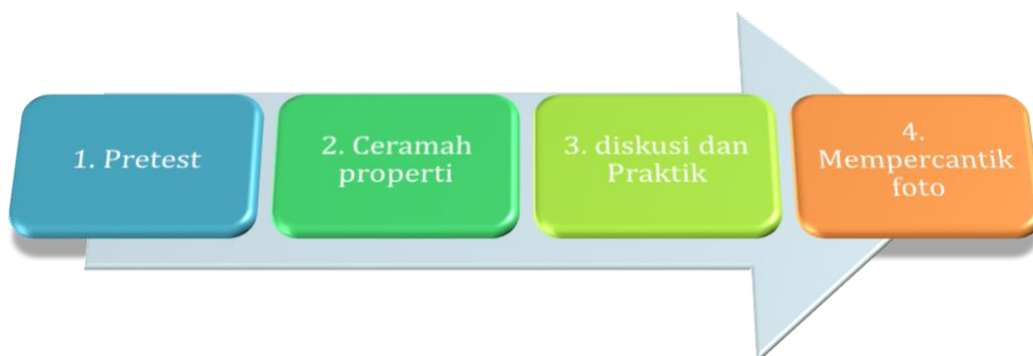 1. Pretest
2. Ceramah
properti
3. diskusi dan
Praktik
4.
Mempercantik
foto